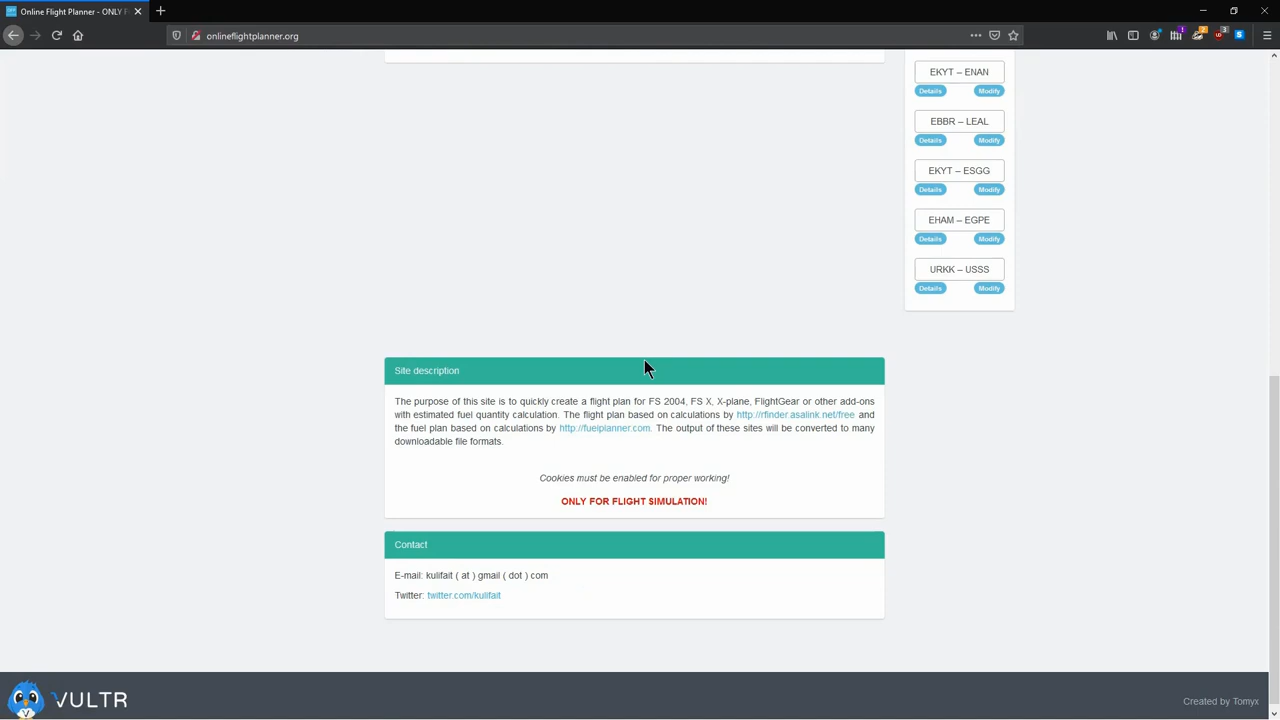 Online Flight Planner - ONLY F
onlineflightplanner.org
EKYT – ENAN
Details Modify
EBBR – LEAL
Details Modify
EKYT – ESGG
Details Modify
EHAM – EGPE
Details Modify
URKK – USSS
Details Modify
Site description
The purpose of this site is to quickly create a flight plan for FS 2004, FS X, X-plane, FlightGear or other add-ons
with estimated fuel quantity calculation. The flight plan based on calculations by http://rfinder.asalink.net/free and
the fuel plan based on calculations by http://fuelplanner.com. The output of these sites will be converted to many
downloadable file formats.
Cookies must be enabled for proper working!
ONLY FOR FLIGHT SIMULATION!
Contact
E-mail: kulifait ( at ) gmail ( dot ) com
Twitter: twitter.com/kulifait
VULTR
Created by Tomyx